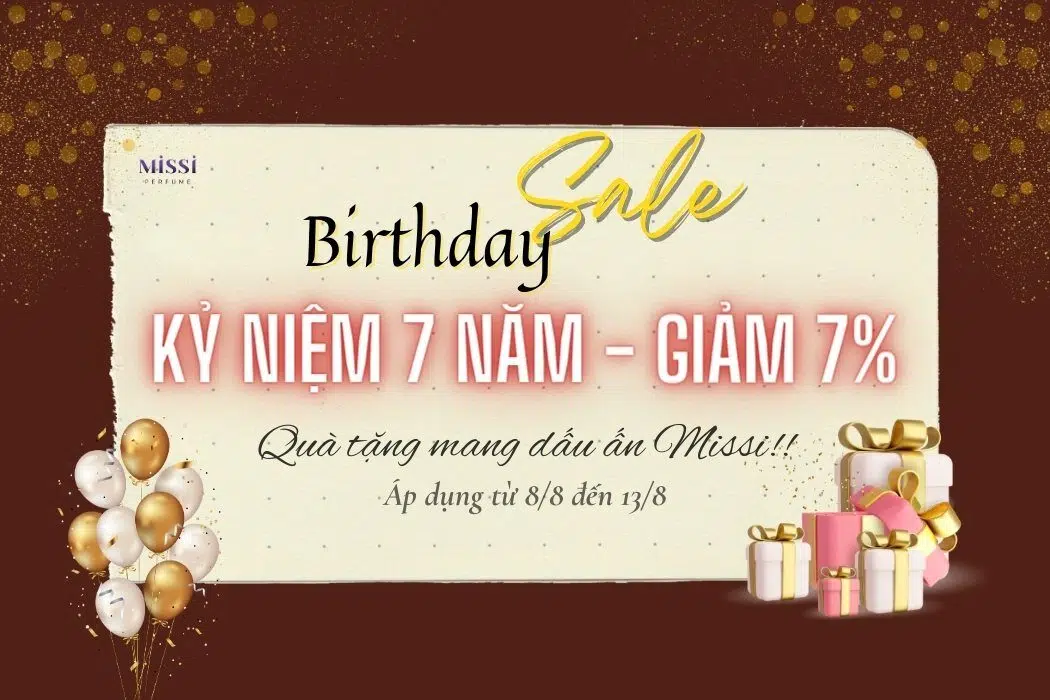 MISSI
PERFUME
Birthday Sale
KỶ NIỆM 7 NĂM - GIẢM 7%
Quà tặng mang dấu ấn Missi!!
Áp dụng từ 8/8 đến 13/8